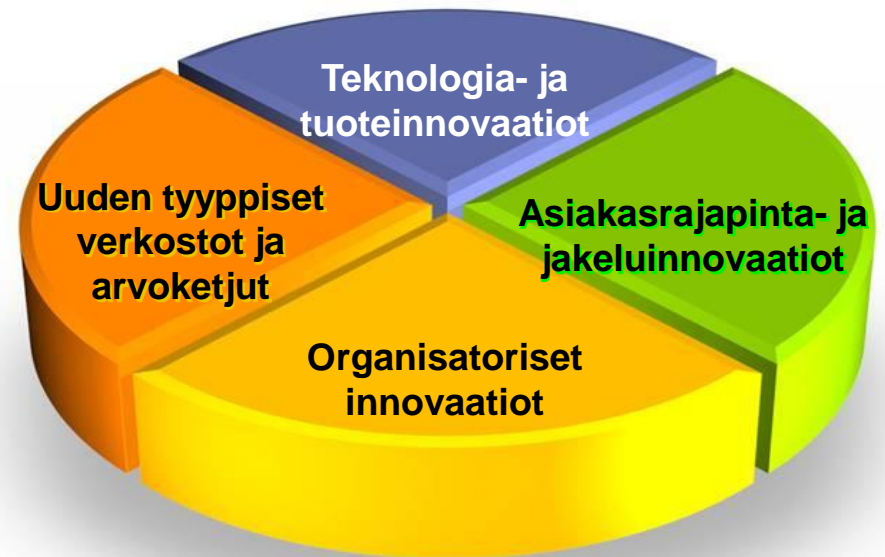 Teknologia- ja
tuoteinnovaatiot
Uuden tyyppiset
verkostot ja
arvoketjut
Asiakasrajapinta- ja
jakeluinnovaatiot
Organisatoriset
innovaatiot